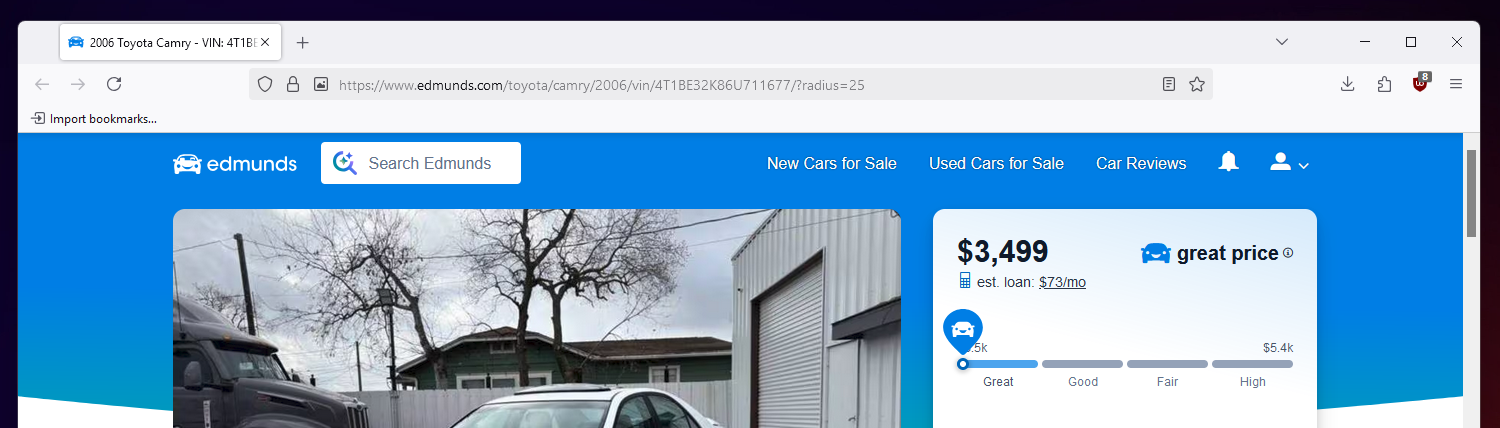 2006 Toyota Camry - VIN: 4T1BE
https://www.edmunds.com/toyota/camry/2006/vin/4T1BE32K86U711677/?radius=25
8
Import bookmarks...
edmunds
Search Edmunds
New Cars for Sale
Used Cars for Sale
Car Reviews
$3,499
great price
est. loan: $73/mo
.5k
$5.4k
Great
Good
Fair
High